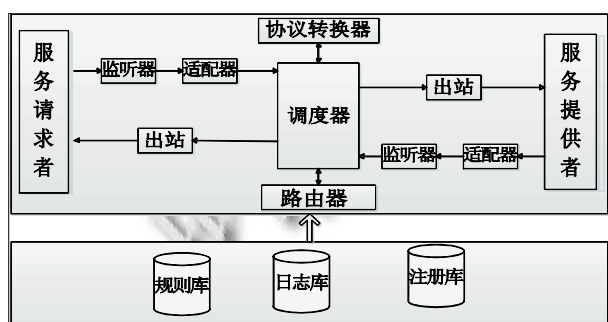 协议转换器
服务请求者
监听器
适配器
调度器
出站
服务提供者
出站
监听器
适配器
路由器
规则库
日志库
注册库